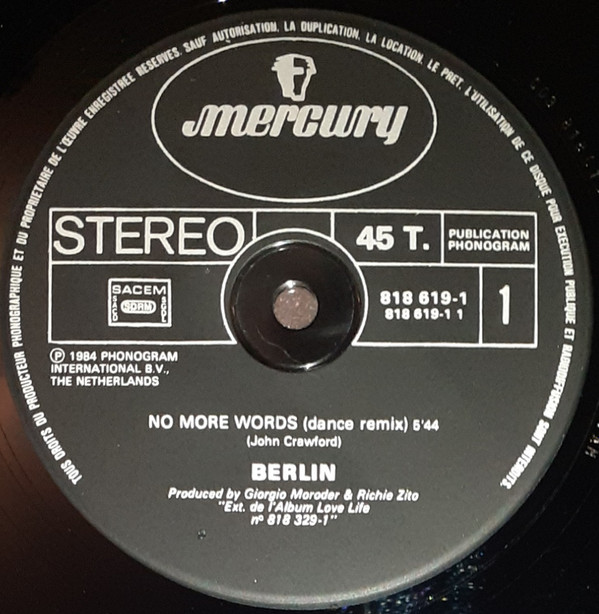 TOUS DROITS DU PRODUCTEUR PHONOGRAPHIQUE ET DU PROPRIETAIRE DE L'ŒUVRE ENREGISTREE RESERVES, SAUF AUTORISATION, LA DUPLICATION, LA LOCATION, LE PRET, L'UTILISATION DE CE DISQUE POUR EXECUTION PUBLIQUE ET RADIODIFFUSION SONT INTERDITS.
mercury
STEREO
45 T.
PUBLICATION
PHONOGRAM
SACEM
SACD
SDRM
SGDL
818 619-1
818 619-1 1
1
℗ 1984 PHONOGRAM
INTERNATIONAL B.V.,
THE NETHERLANDS
NO MORE WORDS (dance remix) 5'44
(John Crawford)
BERLIN
Produced by Giorgio Moroder & Richie Zito
"Ext. de l'Album Love Life
n° 818 329-1"